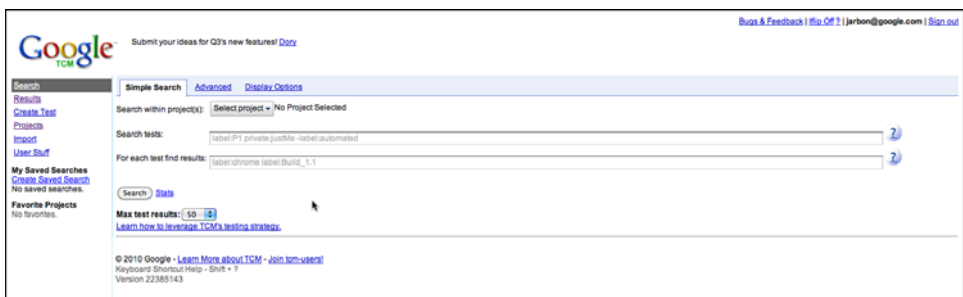 Bugs & Feedback | Iflip Off ? | jarbon@google.com | Sign out
Google TCM
Submit your ideas for Q3's new features! Dory
Search
Results
Create Test
Projects
Import
User Stuff
My Saved Searches
Create Saved Search
No saved searches.
Favorite Projects
No favorites.
Simple Search Advanced Display Options
Search within project(s): Select project No Project Selected
Search tests: label:P1 private:justMe -label:automated ?
For each test find results: label:chrome label:Build_1.1 ?
Search Stats
Max test results: 50
Learn how to leverage TCM's testing strategy.
© 2010 Google - Learn More about TCM - Join tcm-users!
Keyboard Shortcut Help - Shift + ?
Version 22385143